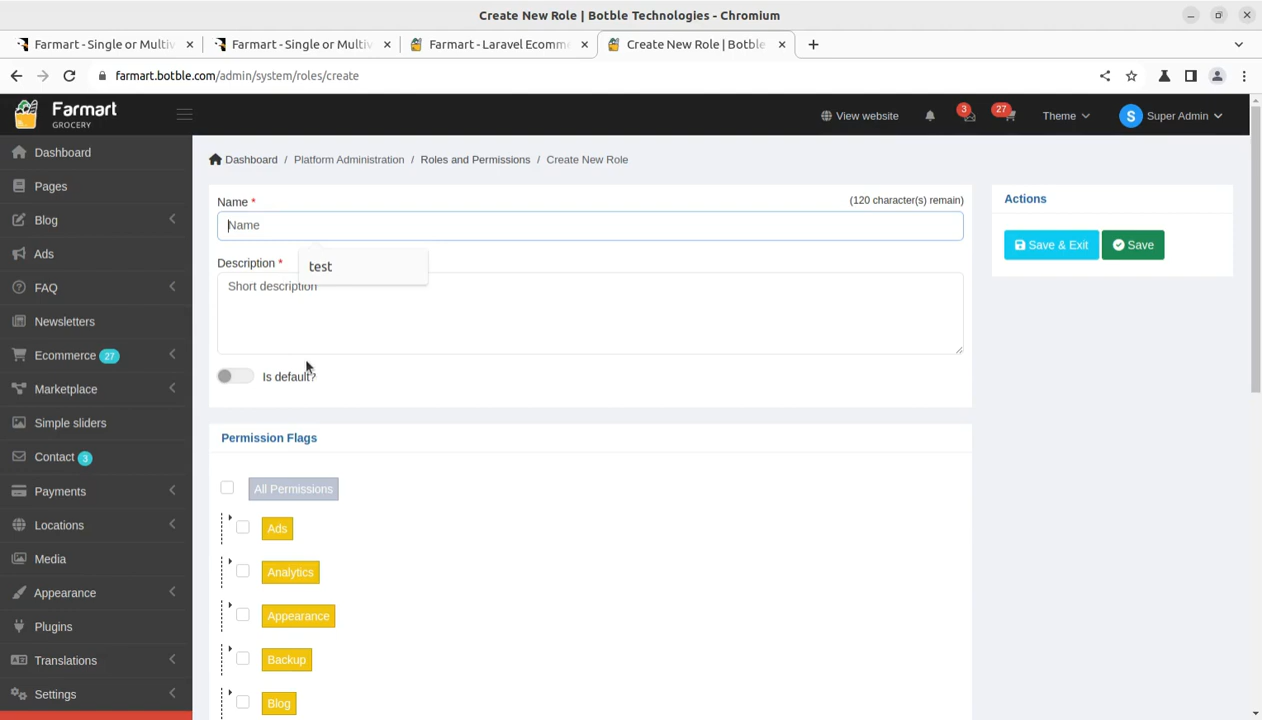 Create New Role | Botble Technologies - Chromium
Farmart - Single or Multiv
Farmart - Single or Multiv
Farmart - Laravel Ecomm
Create New Role | Botble
farmart.botble.com/admin/system/roles/create
Farmart
GROCERY
View website
3
27
Theme
S
Super Admin
Dashboard
Pages
Blog
Ads
FAQ
Newsletters
Ecommerce 27
Marketplace
Simple sliders
Contact 3
Payments
Locations
Media
Appearance
Plugins
Translations
Settings
Dashboard / Platform Administration / Roles and Permissions / Create New Role
Name *
(120 character(s) remain)
Name
test
Description *
Short description
Is default?
Actions
Save & Exit
Save
Permission Flags
All Permissions
Ads
Analytics
Appearance
Backup
Blog